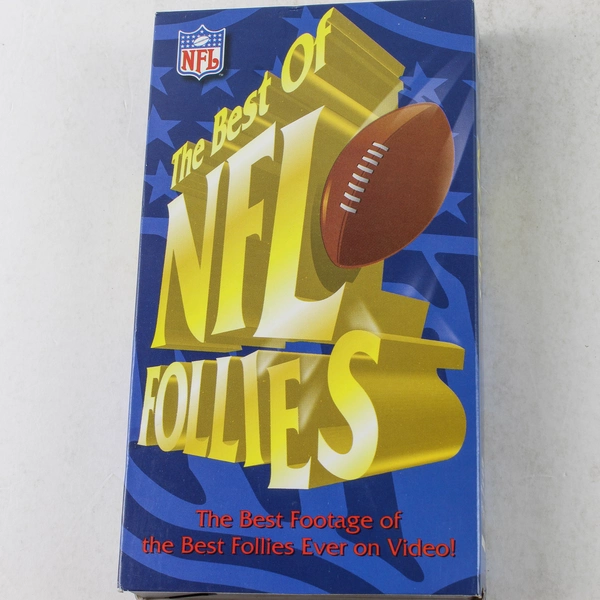 NFL
The Best Of
NFL
FOLLIES
The Best Footage of
the Best Follies Ever on Video!